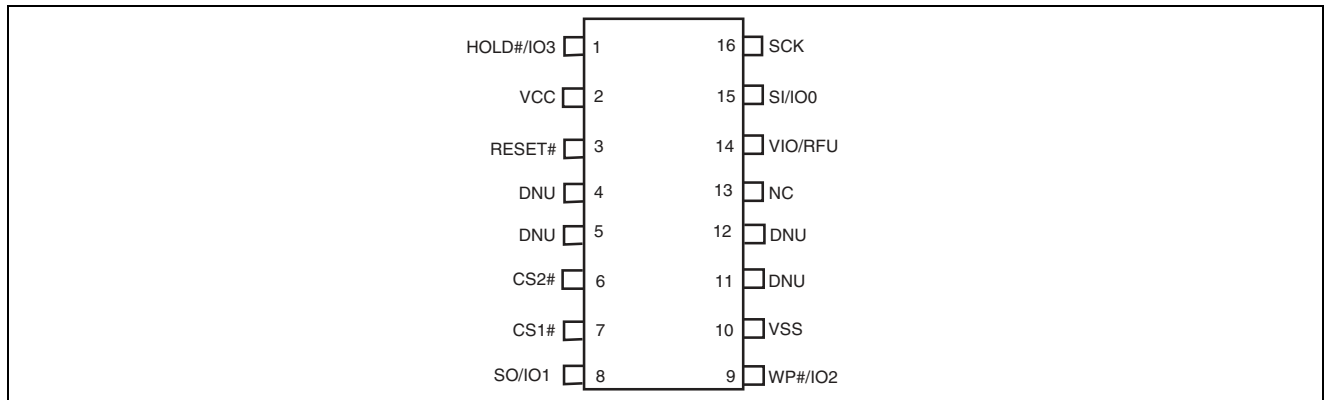 HOLD#/IO3 1 16 SCK
VCC 2 15 SI/IO0
RESET# 3 14 VIO/RFU
DNU 4 13 NC
DNU 5 12 DNU
CS2# 6 11 DNU
CS1# 7 10 VSS
SO/IO1 8 9 WP#/IO2